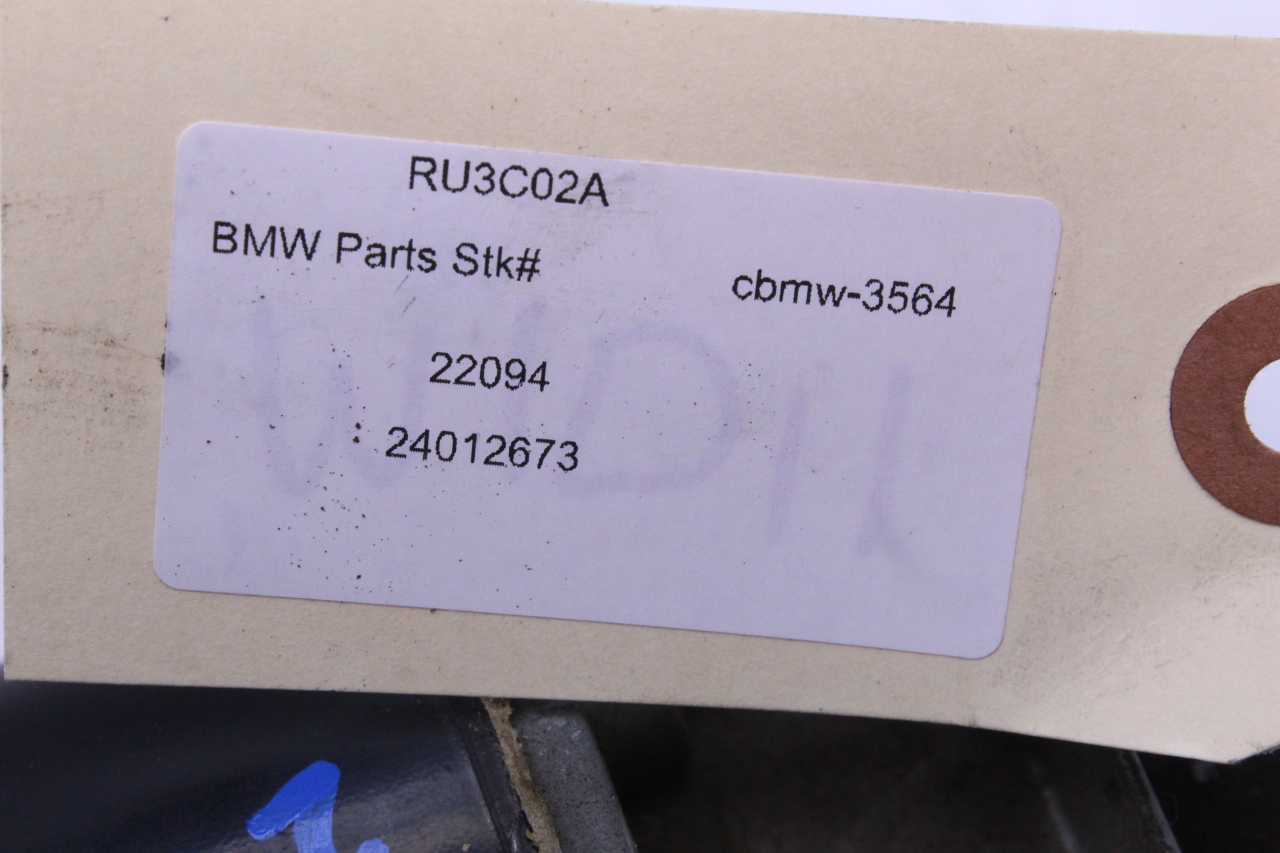 RU3C02A
BMW Parts Stk# cbmw-3564
22094
24012673